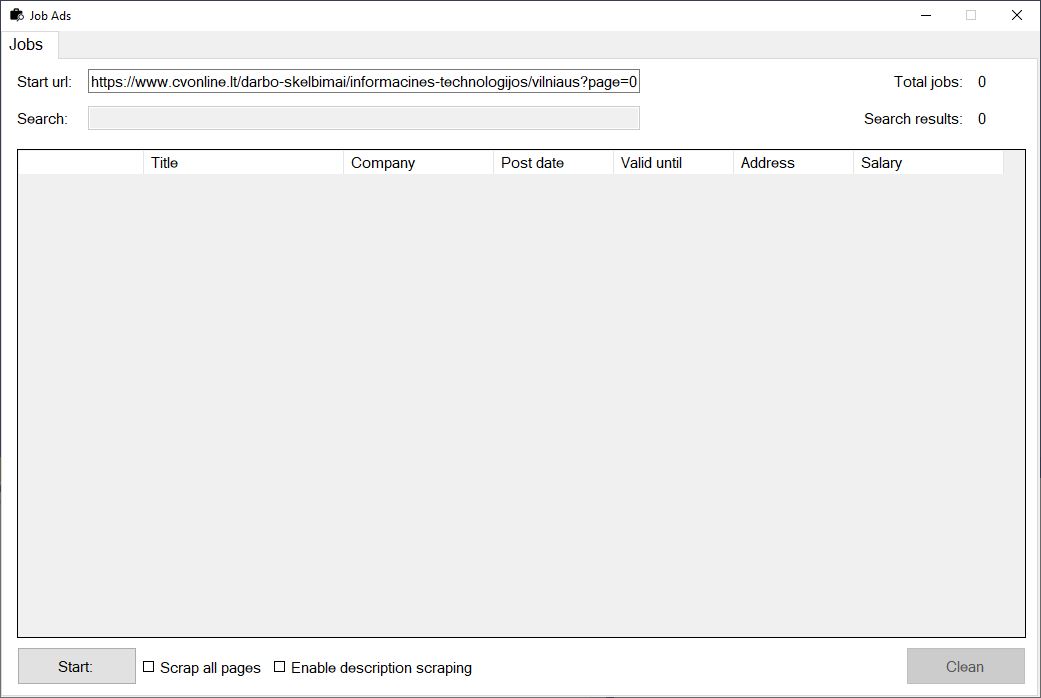 Job Ads
Jobs
Start url: https://www.cvonline.lt/darbo-skelbimai/informacines-technologijos/vilniaus?page=0 Total jobs: 0
Search: Search results: 0
Title Company Post date Valid until Address Salary
Start: Scrap all pages Enable description scraping Clean